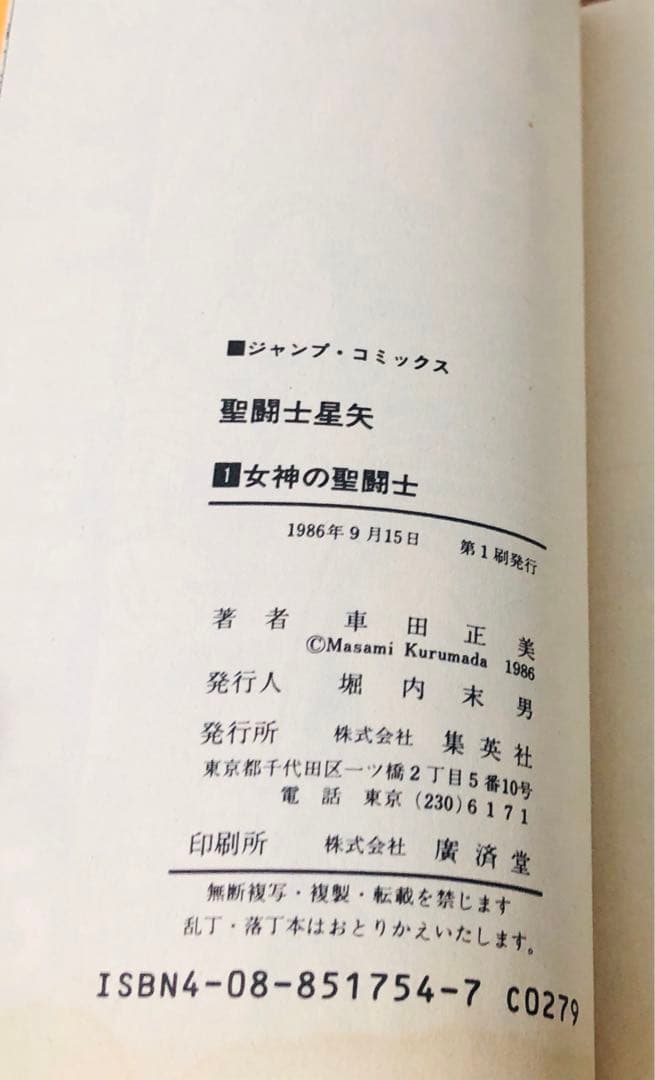 ■ジャンプ・コミックス
聖闘士星矢
1女神の聖闘士
1986年9月15日 第1刷発行
著者 車田正美
©Masami Kurumada 1986
発行人 堀内末男
発行所 株式会社 集英社
東京都千代田区一ツ橋2丁目5番10号
電話 東京 (230)6171
印刷所 株式会社 廣済堂
無断複写・複製・転載を禁じます
乱丁・落丁本はおとりかえいたします。
ISBN4-08-851754-7 C0279